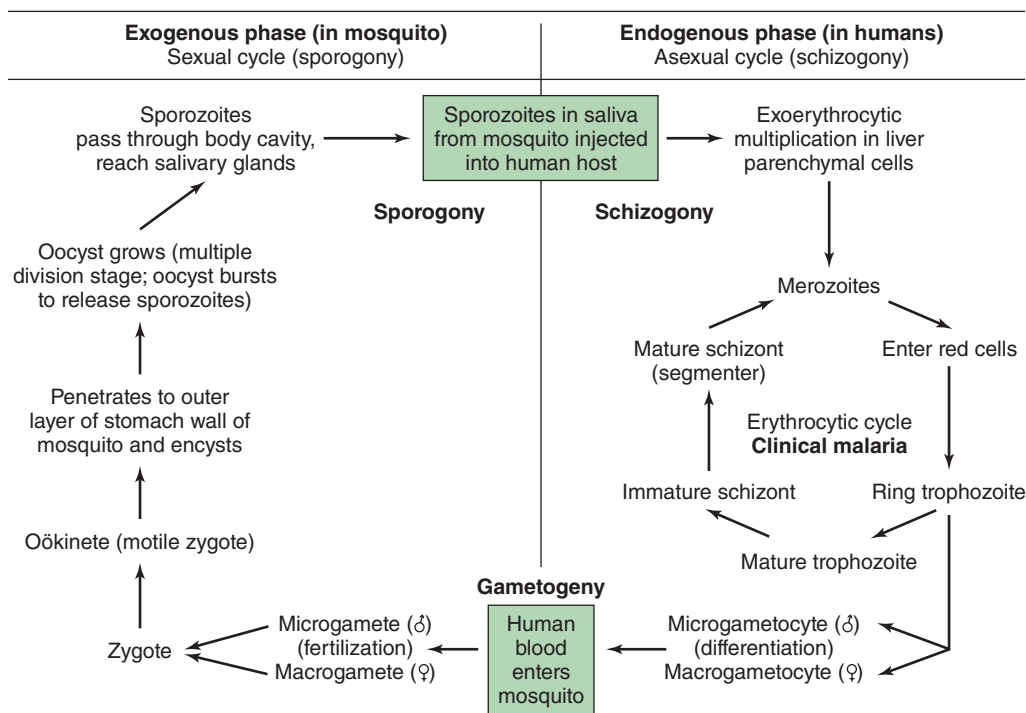 Exogenous phase (in mosquito)
Sexual cycle (sporogony)
Endogenous phase (in humans)
Asexual cycle (schizogony)
Sporozoites
pass through body cavity,
reach salivary glands
Sporozoites in saliva
from mosquito injected
into human host
Exoerythrocytic
multiplication in liver
parenchymal cells
Sporogony
Schizogony
Oocyst grows (multiple
division stage; oocyst bursts
to release sporozoites)
Merozoites
Mature schizont
(segmenter)
Enter red cells
Penetrates to outer
layer of stomach wall of
mosquito and encysts
Erythrocytic cycle
Clinical malaria
Immature schizont
Ring trophozoite
Oökinete (motile zygote)
Mature trophozoite
Gametogeny
Zygote
Microgamete (♂)
(fertilization)
Macrogamete (♀)
Human
blood
enters
mosquito
Microgametocyte (♂)
(differentiation)
Macrogametocyte (♀)